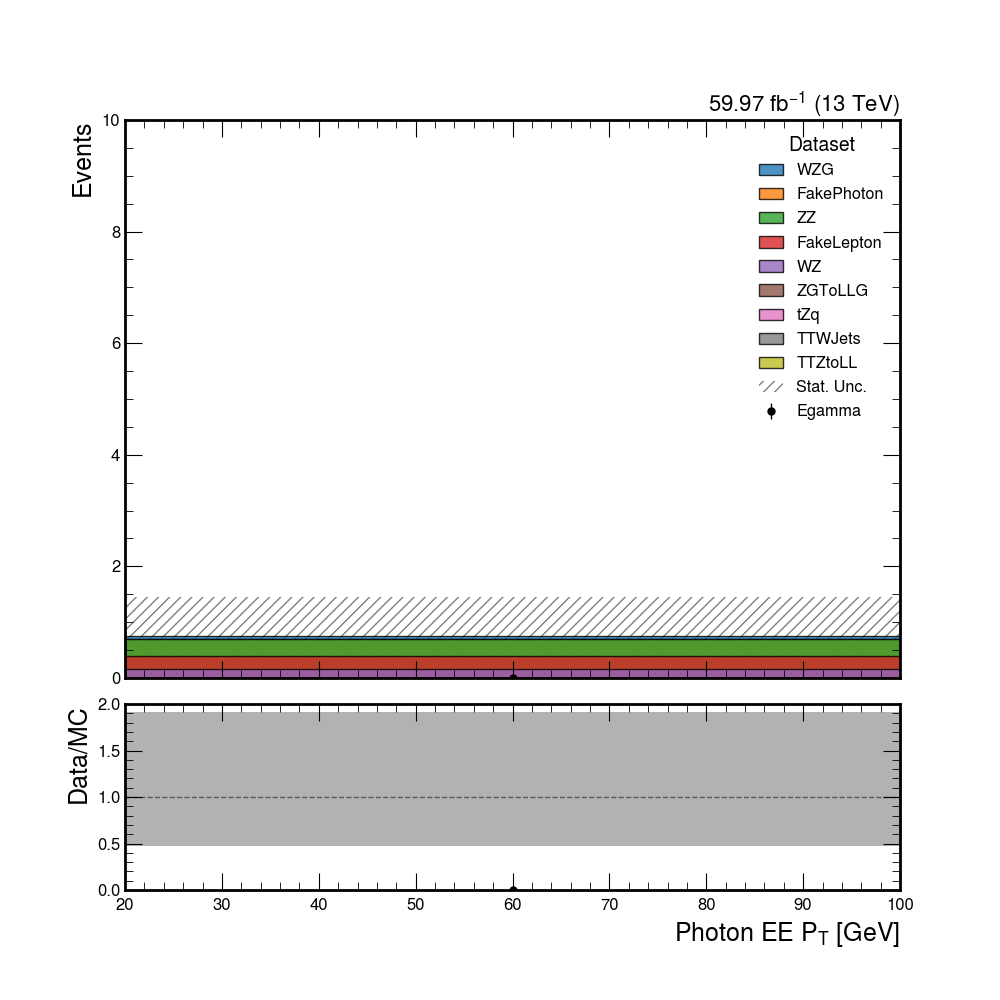 59.97 fb⁻¹ (13 TeV)
Events
10
8
6
4
2
0
Dataset
WZG
FakePhoton
ZZ
FakeLepton
WZ
ZGToLLG
tZq
TTWJets
TTZtoLL
Stat. Unc.
Egamma
Data/MC
2.0
1.5
1.0
0.5
0.0
20 30 40 50 60 70 80 90 100
Photon EE P_T [GeV]